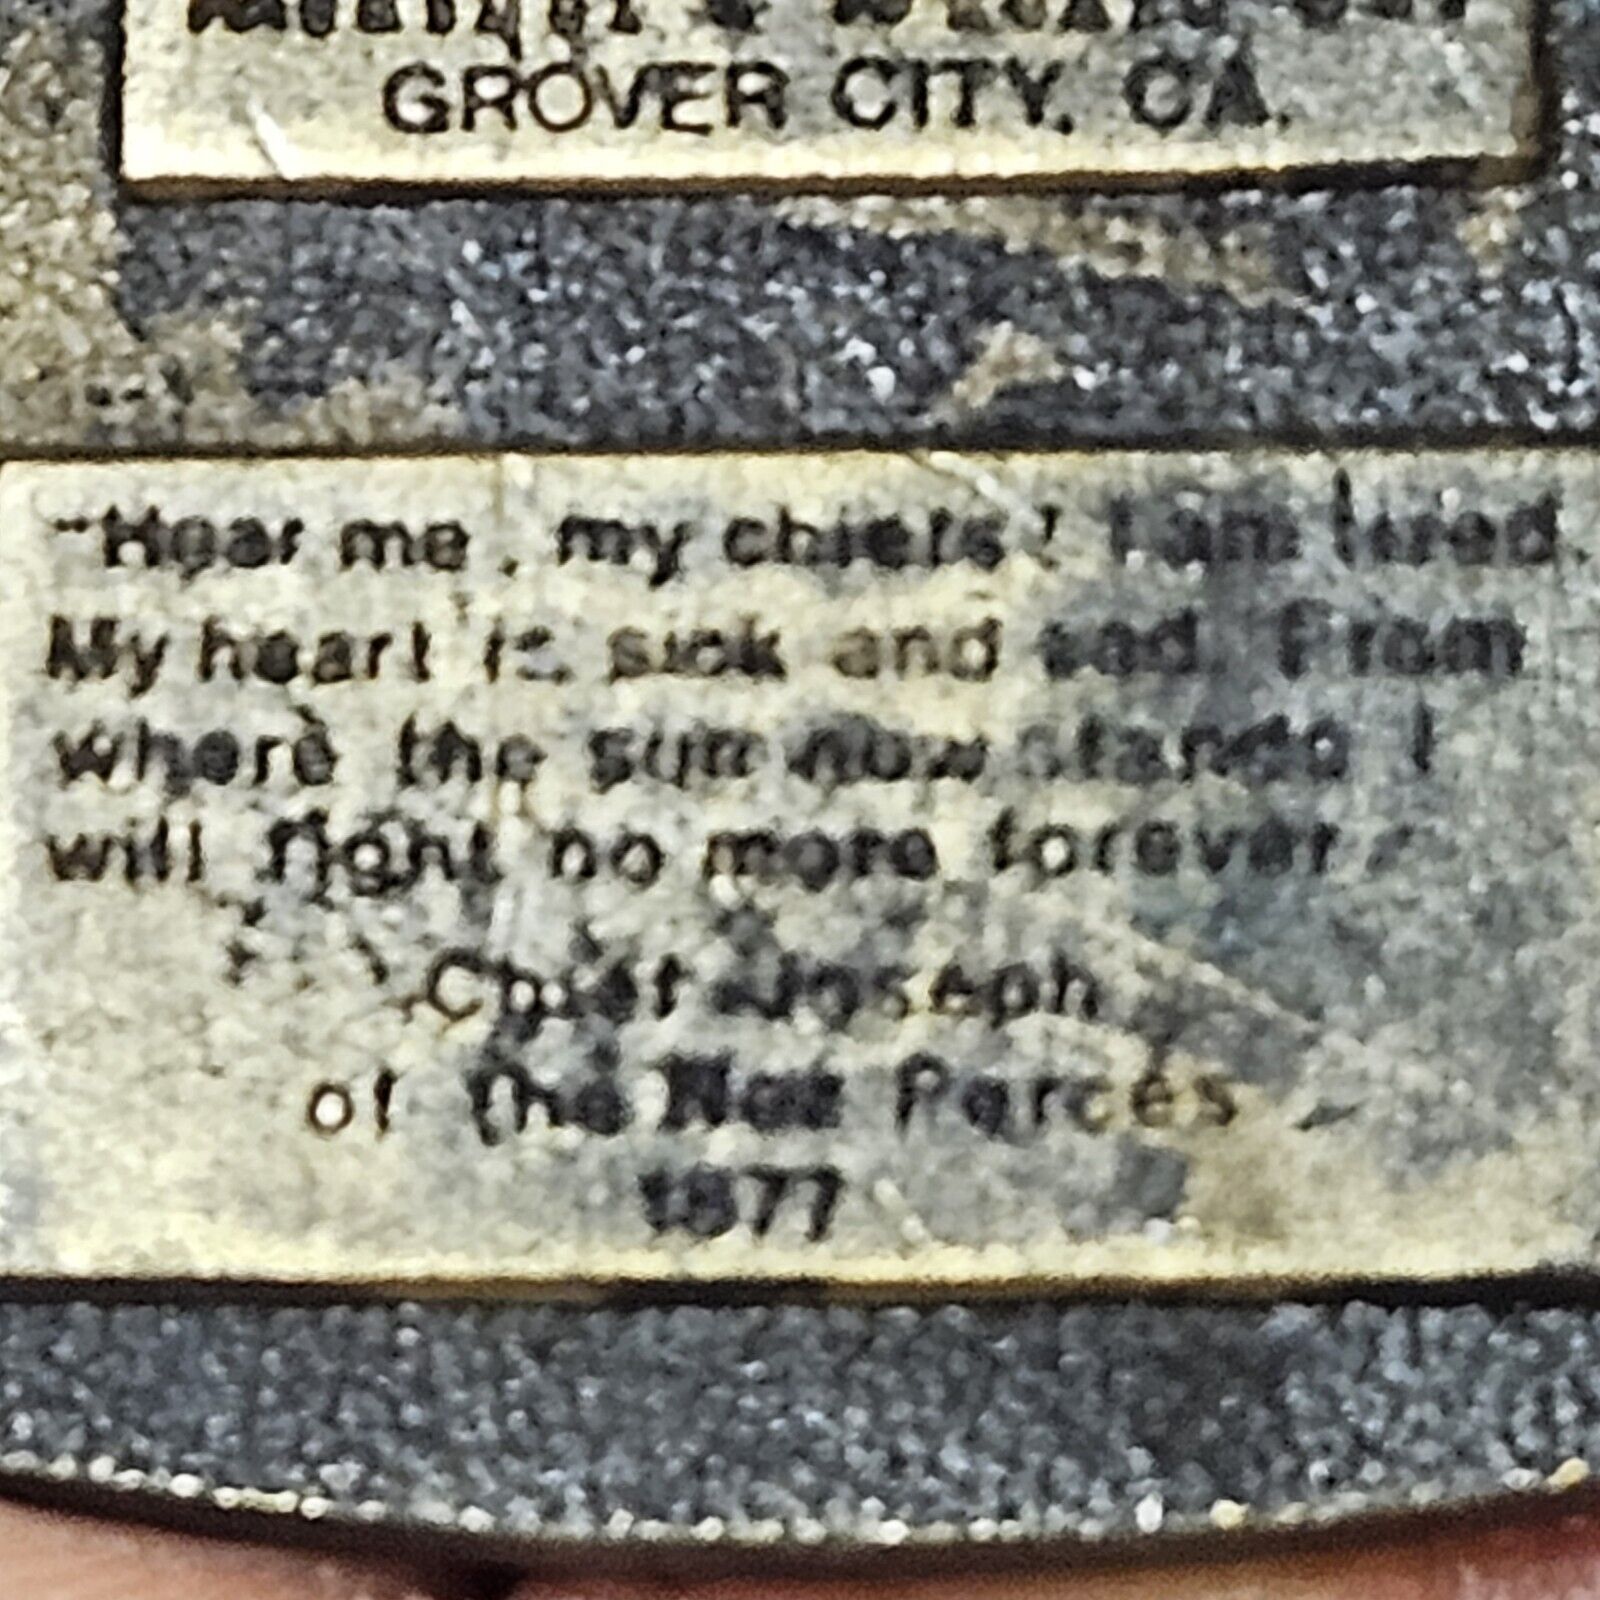 GROVER CITY, CA.
"Hear me, my chiefs! I am tired.
My heart is sick and sad. From
where the sun now stands I
will fight no more forever."
Chief Joseph
of the Nez Perces
1877